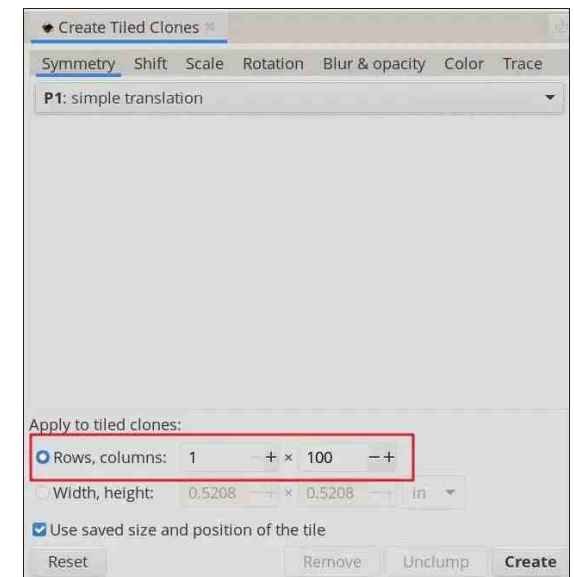 Create Tiled Clones
Symmetry Shift Scale Rotation Blur & opacity Color Trace
P1: simple translation
Apply to tiled clones:
Rows, columns: 1 × 100
Width, height: 0.5208 × 0.5208 in
Use saved size and position of the tile
Reset Remove Unclump Create